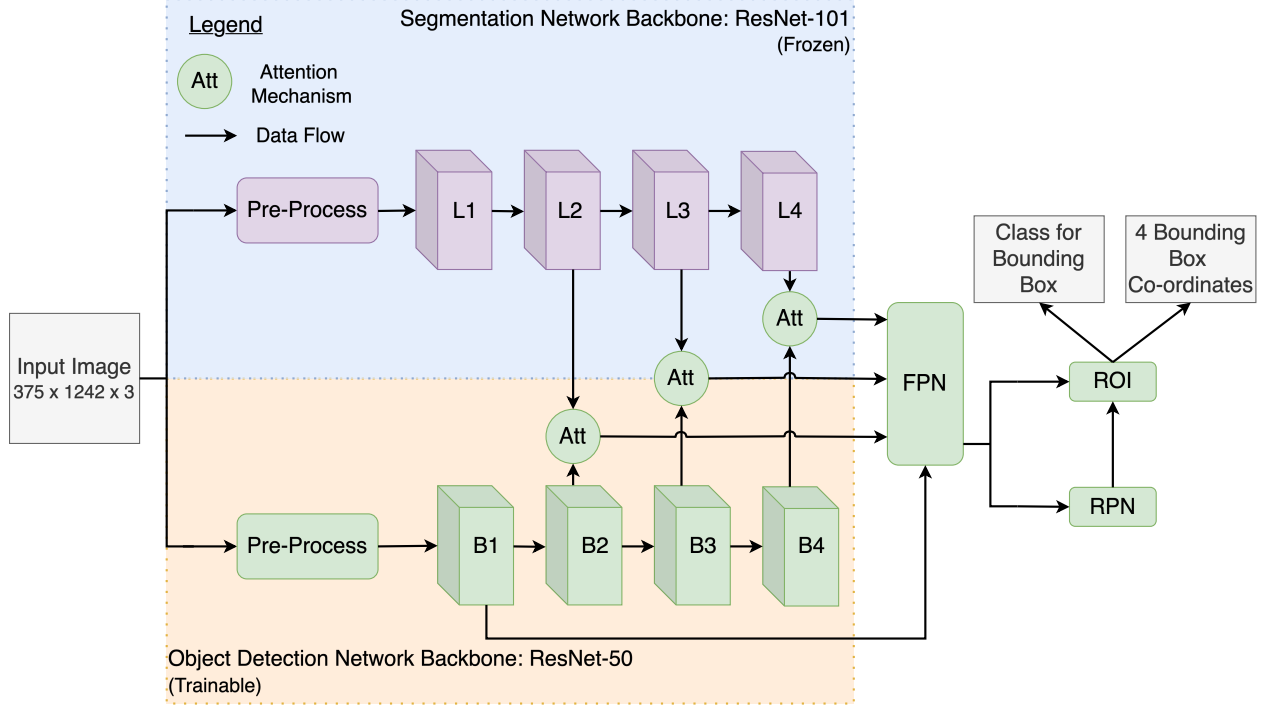 Legend
Segmentation Network Backbone: ResNet-101
(Frozen)
Att
Attention
Mechanism
Data Flow
Pre-Process
L1
L2
L3
L4
Class for
Bounding
Box
4 Bounding
Box
Co-ordinates
Att
Input Image
375 x 1242 x 3
Att
FPN
ROI
Att
RPN
Pre-Process
B1
B2
B3
B4
Object Detection Network Backbone: ResNet-50
(Trainable)